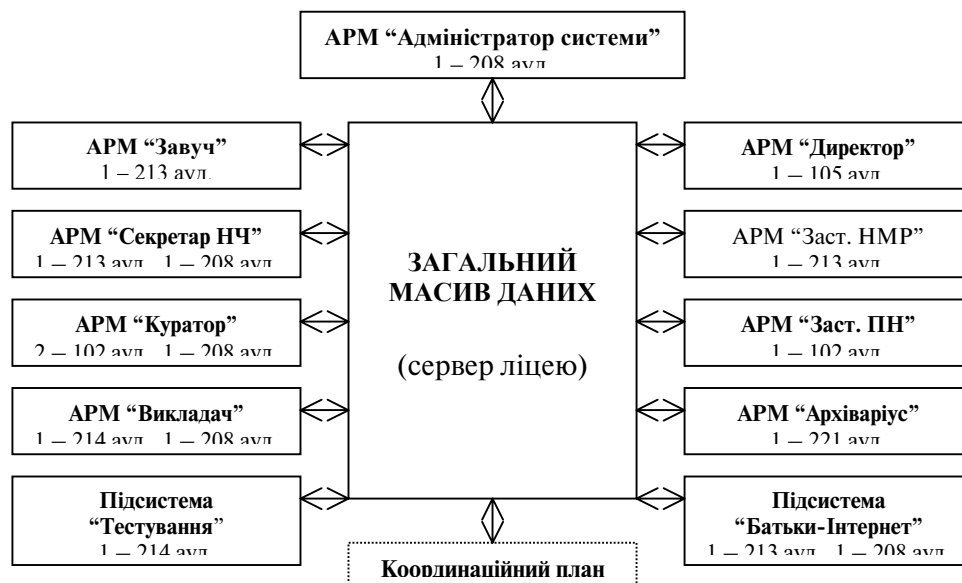 АРМ “Адміністратор системи”
1 – 208 ауд.
АРМ “Завуч”
1 – 213 ауд.
АРМ “Директор”
1 – 105 ауд.
АРМ “Секретар НЧ”
1 – 213 ауд. 1 – 208 ауд.
АРМ “Заст. НМР”
1 – 213 ауд.
ЗАГАЛЬНИЙ
МАСИВ ДАНИХ
(сервер ліцею)
АРМ “Куратор”
2 – 102 ауд. 1 – 208 ауд.
АРМ “Заст. ПН”
1 – 102 ауд.
АРМ “Викладач”
1 – 214 ауд. 1 – 208 ауд.
АРМ “Архіваріус”
1 – 221 ауд.
Підсистема
“Тестування”
1 – 214 ауд.
Підсистема
“Батьки-Інтернет”
1 – 213 ауд. 1 – 208 ауд.
Координаційний план